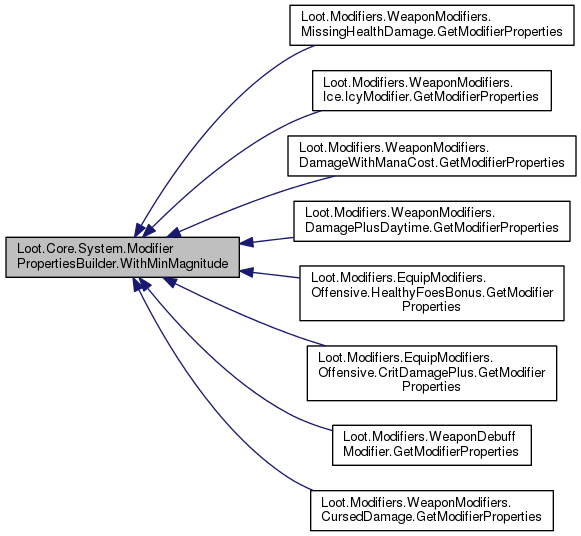 Loot.Modifiers.WeaponModifiers.
MissingHealthDamage.GetModifierProperties
Loot.Modifiers.WeaponModifiers.
Ice.IcyModifier.GetModifierProperties
Loot.Modifiers.WeaponModifiers.
DamageWithManaCost.GetModifierProperties
Loot.Modifiers.WeaponModifiers.
DamagePlusDaytime.GetModifierProperties
Loot.Core.System.Modifier
PropertiesBuilder.WithMinMagnitude
Loot.Modifiers.EquipModifiers.
Offensive.HealthyFoesBonus.GetModifier
Properties
Loot.Modifiers.EquipModifiers.
Offensive.CritDamagePlus.GetModifier
Properties
Loot.Modifiers.WeaponDebuff
Modifier.GetModifierProperties
Loot.Modifiers.WeaponModifiers.
CursedDamage.GetModifierProperties